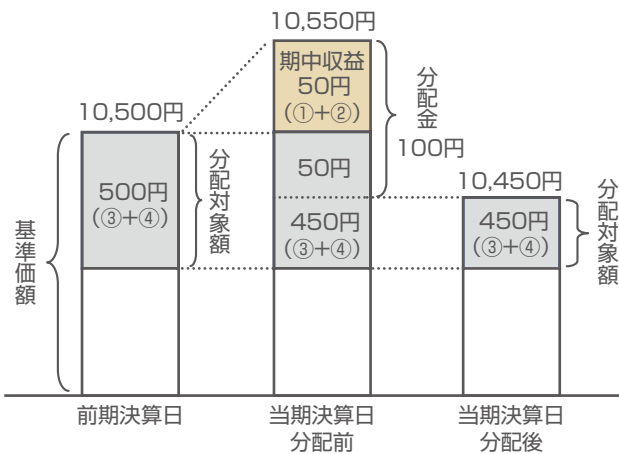 10,550円
期中収益
50円
(①+②)
分配金
100円
10,500円
500円
(③+④)
分配対象額
50円
450円
(③+④)
10,450円
450円
(③+④)
分配対象額
基準価額
前期決算日
当期決算日
分配前
当期決算日
分配後